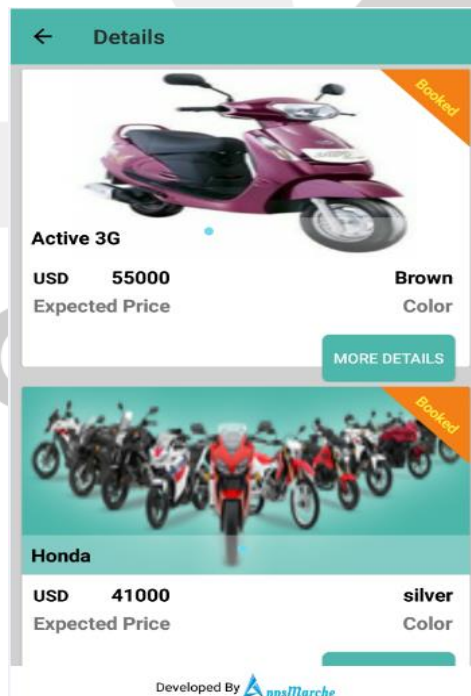 Details
Booked
Active 3G
USD 55000 Brown
Expected Price Color
MORE DETAILS
Booked
Honda
USD 41000 silver
Expected Price Color
Developed By AppsMarche